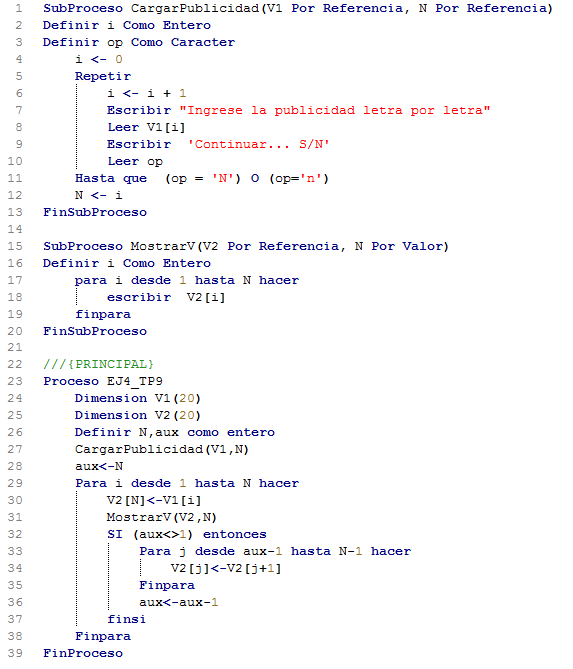 1 SubProceso CargarPublicidad(V1 Por Referencia, N Por Referencia)
2 Definir i Como Entero
3 Definir op Como Caracter
4 i <- 0
5 Repetir
6 i <- i + 1
7 Escribir "Ingrese la publicidad letra por letra"
8 Leer V1[i]
9 Escribir 'Continuar... S/N'
10 Leer op
11 Hasta que (op = 'N') O (op='n')
12 N <- i
13 FinSubProceso
14
15 SubProceso MostrarV(V2 Por Referencia, N Por Valor)
16 Definir i Como Entero
17 para i desde 1 hasta N hacer
18 escribir V2[i]
19 finpara
20 FinSubProceso
21
22 ///{PRINCIPAL}
23 Proceso EJ4_TP9
24 Dimension V1(20)
25 Dimension V2(20)
26 Definir N,aux como entero
27 CargarPublicidad(V1,N)
28 aux<-N
29 Para i desde 1 hasta N hacer
30 V2[N]<-V1[i]
31 MostrarV(V2,N)
32 SI (aux<>1) entonces
33 Para j desde aux-1 hasta N-1 hacer
34 V2[j]<-V2[j+1]
35 Finpara
36 aux<-aux-1
37 finsi
38 Finpara
39 FinProceso